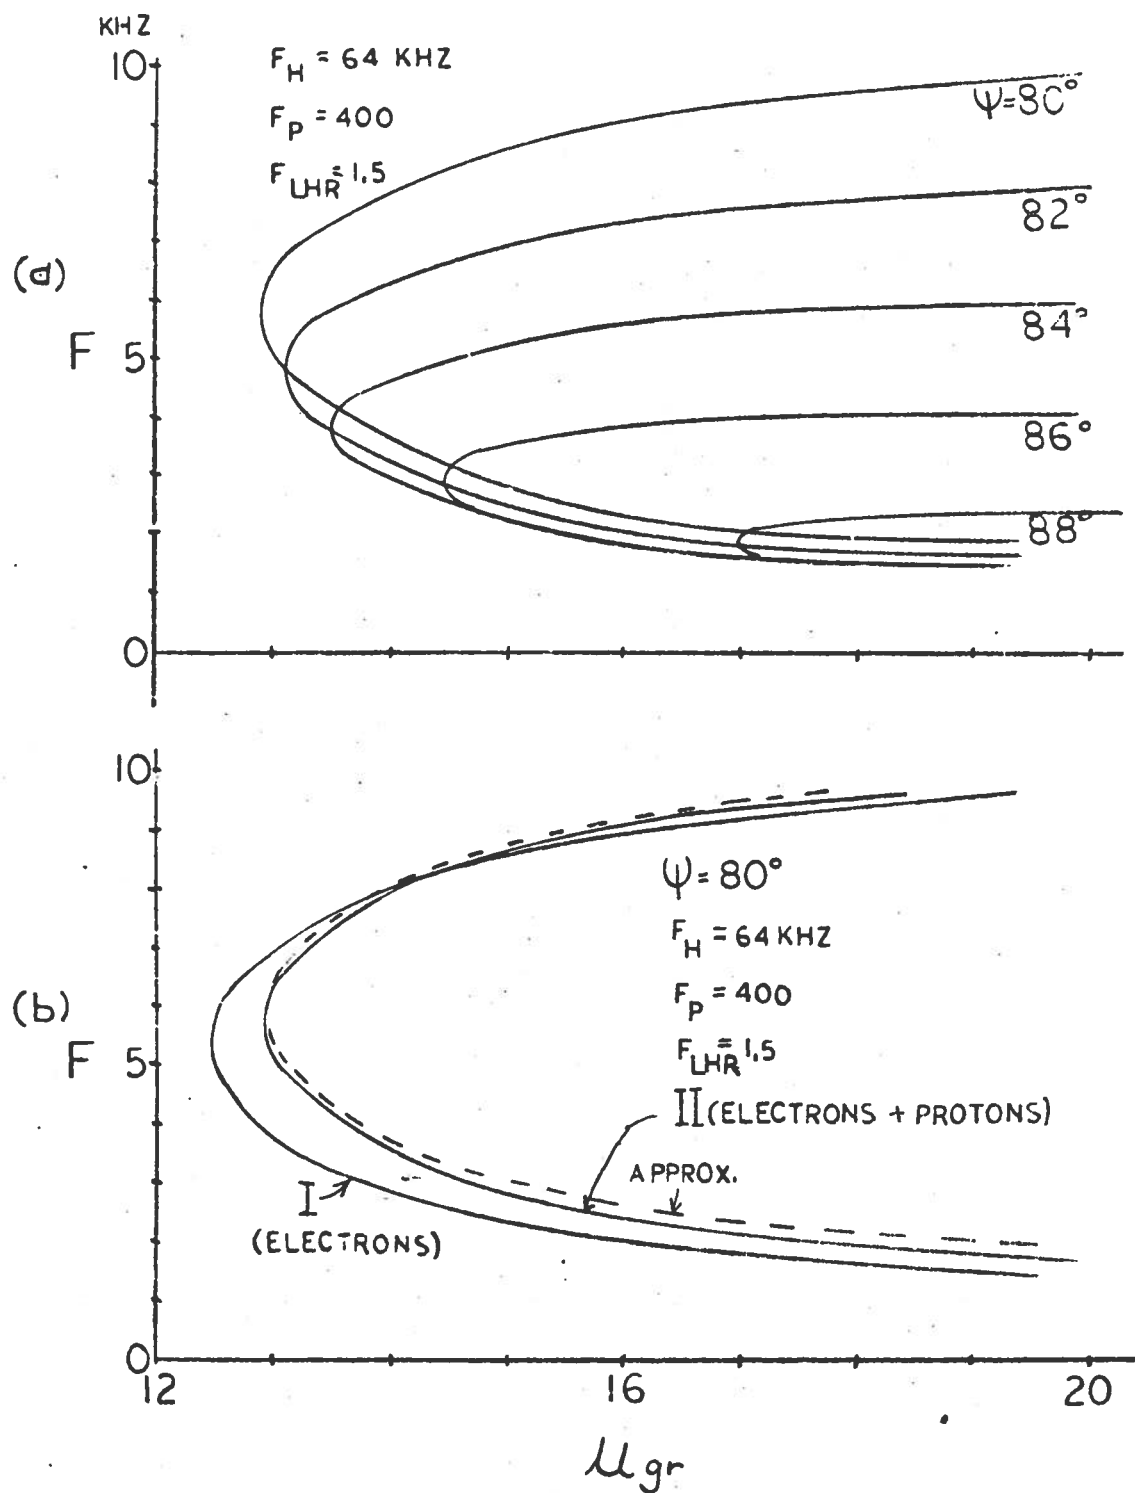 KHZ
10
F_H = 64 KHZ
F_P = 400
F_LHR = 1.5
ψ=80°
82°
(a)
84°
F
5
86°
88°
0
10
ψ=80°
F_H = 64 KHZ
F_P = 400
(b)
F
5
F_LHR = 1.5
II (ELECTRONS + PROTONS)
APPROX.
I
(ELECTRONS)
0
12
16
20
μgr